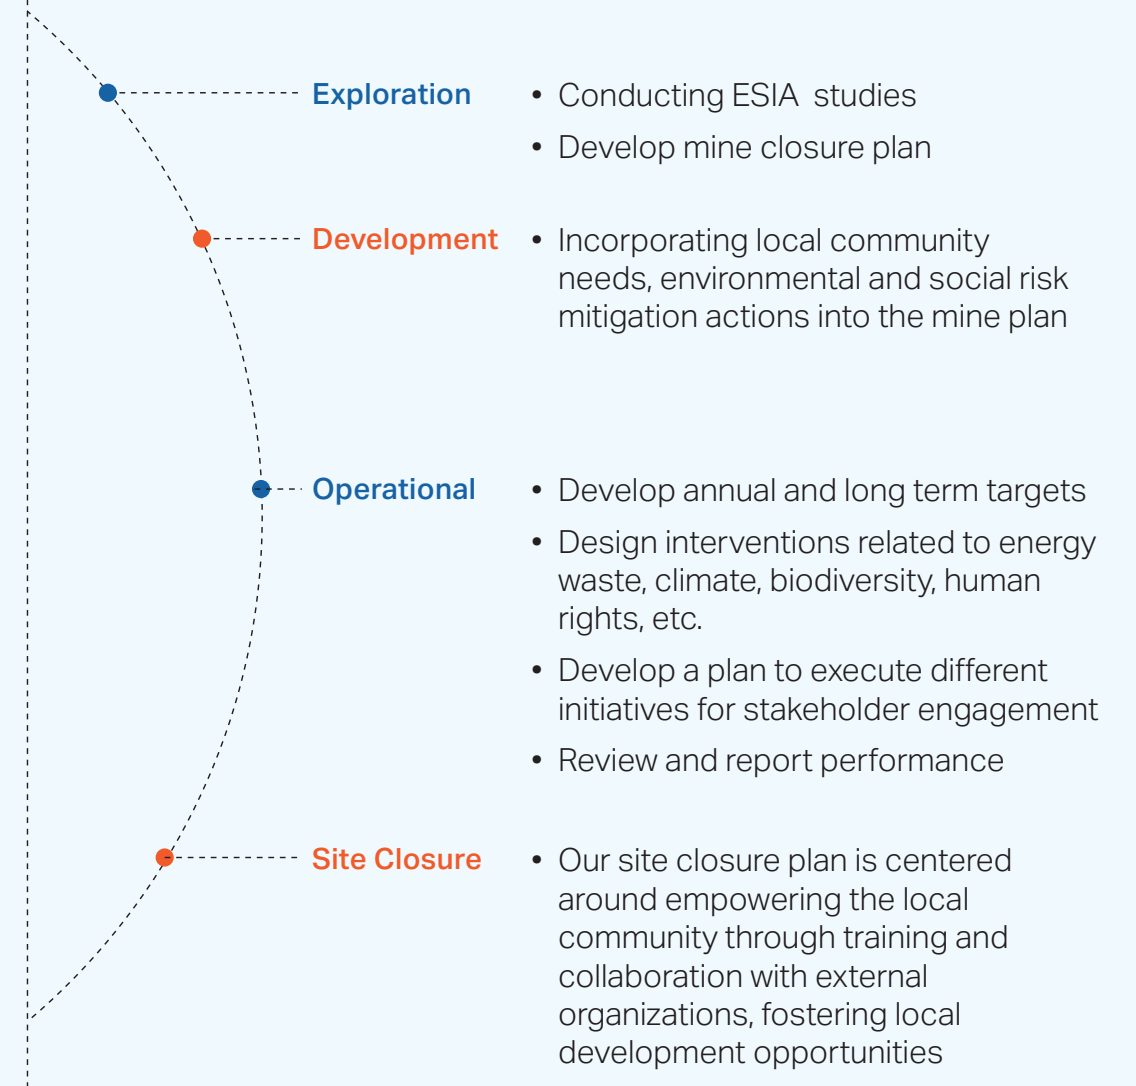 Exploration
• Conducting ESIA  studies
• Develop mine closure plan
Development
• Incorporating local community
needs, environmental and social risk
mitigation actions into the mine plan
Operational
• Develop annual and long term targets
• Design interventions related to energy
waste, climate, biodiversity, human
rights, etc.
• Develop a plan to execute different
initiatives for stakeholder engagement
• Review and report performance
Site Closure
• Our site closure plan is centered
around empowering the local
community through training and
collaboration with external
organizations, fostering local
development opportunities